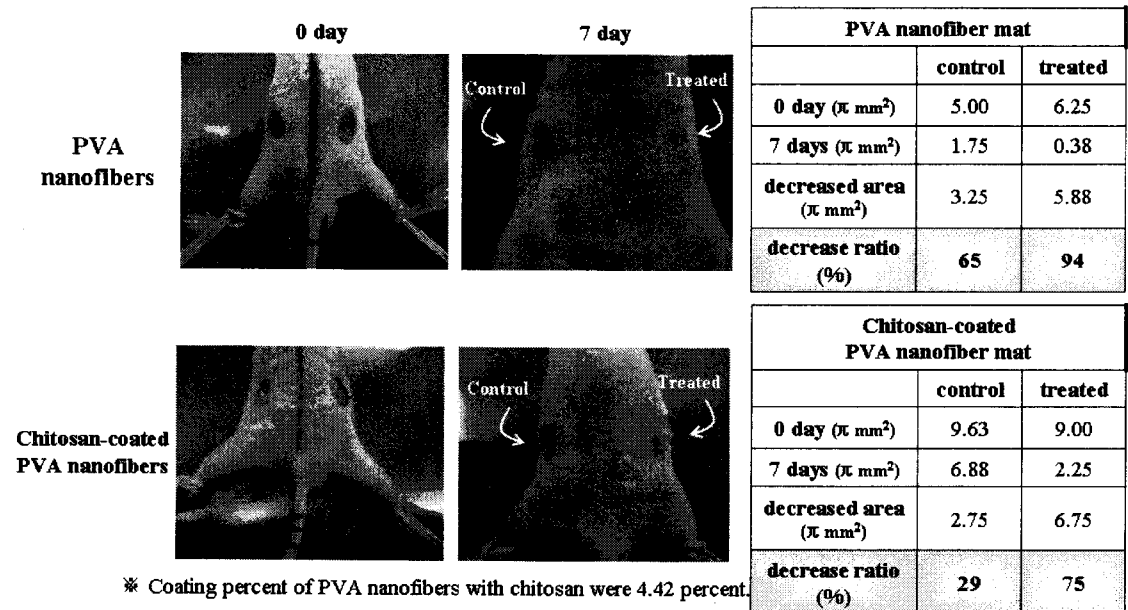 0 day
7 day
PVA
nanofibers
Control
Treated
PVA nanofiber mat
control treated
0 day (π mm²) 5.00 6.25
7 days (π mm²) 1.75 0.38
decreased area
(π mm²) 3.25 5.88
decrease ratio
(%) 65 94
Chitosan-coated
PVA nanofibers
Control
Treated
Chitosan-coated
PVA nanofiber mat
control treated
0 day (π mm²) 9.63 9.00
7 days (π mm²) 6.88 2.25
decreased area
(π mm²) 2.75 6.75
decrease ratio
(%) 29 75
※ Coating percent of PVA nanofibers with chitosan were 4.42 percent.